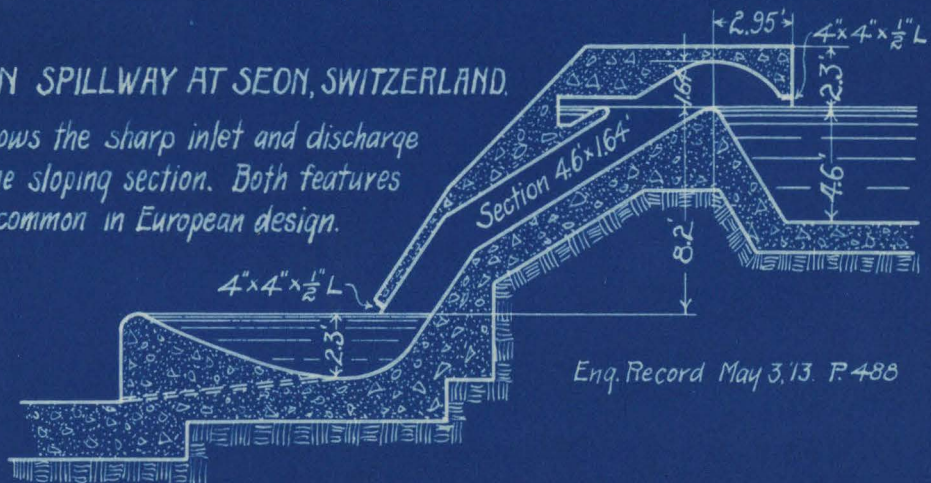 N SPILLWAY AT SEON, SWITZERLAND.
ows the sharp inlet and discharge
e sloping section. Both features
common in European design.
2.95'
4"x4"x½" L
2.3'
1.6'
4.6'
Section 4.6'x1.64'
8.2'
4"x4"x½" L
2.3'
Eng. Record May 3,'13. P. 488